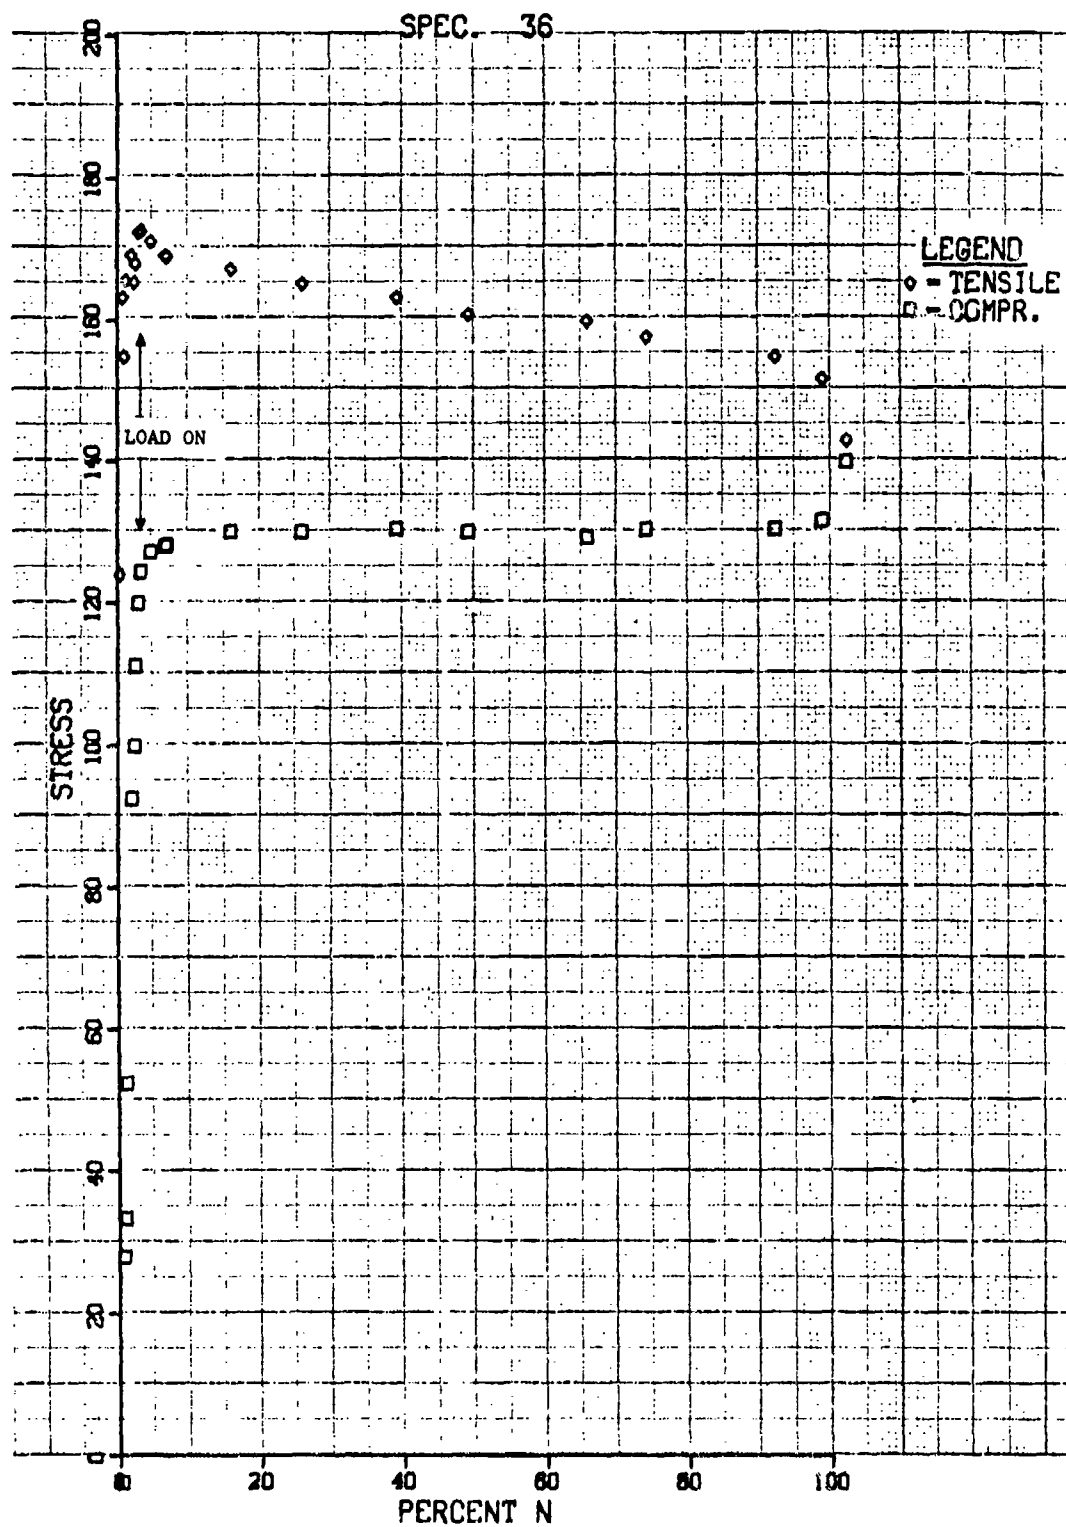 SPEC. 36
200
180
160
140
120
100
80
60
40
20
0
STRESS
LEGEND
◇ - TENSILE
□ - COMPR.
LOAD ON
0 20 40 60 80 100
PERCENT N